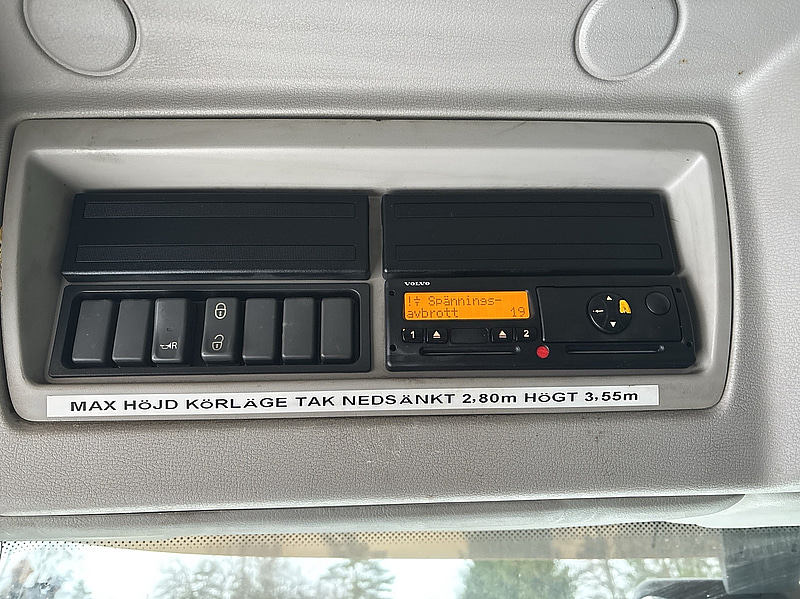 VOLVO
!÷ Spännings-
avbrott 19
1 2
R
MAX HöJD KöRLÄGE TAK NEDSÄNKT 2,80m HöGT 3,55m